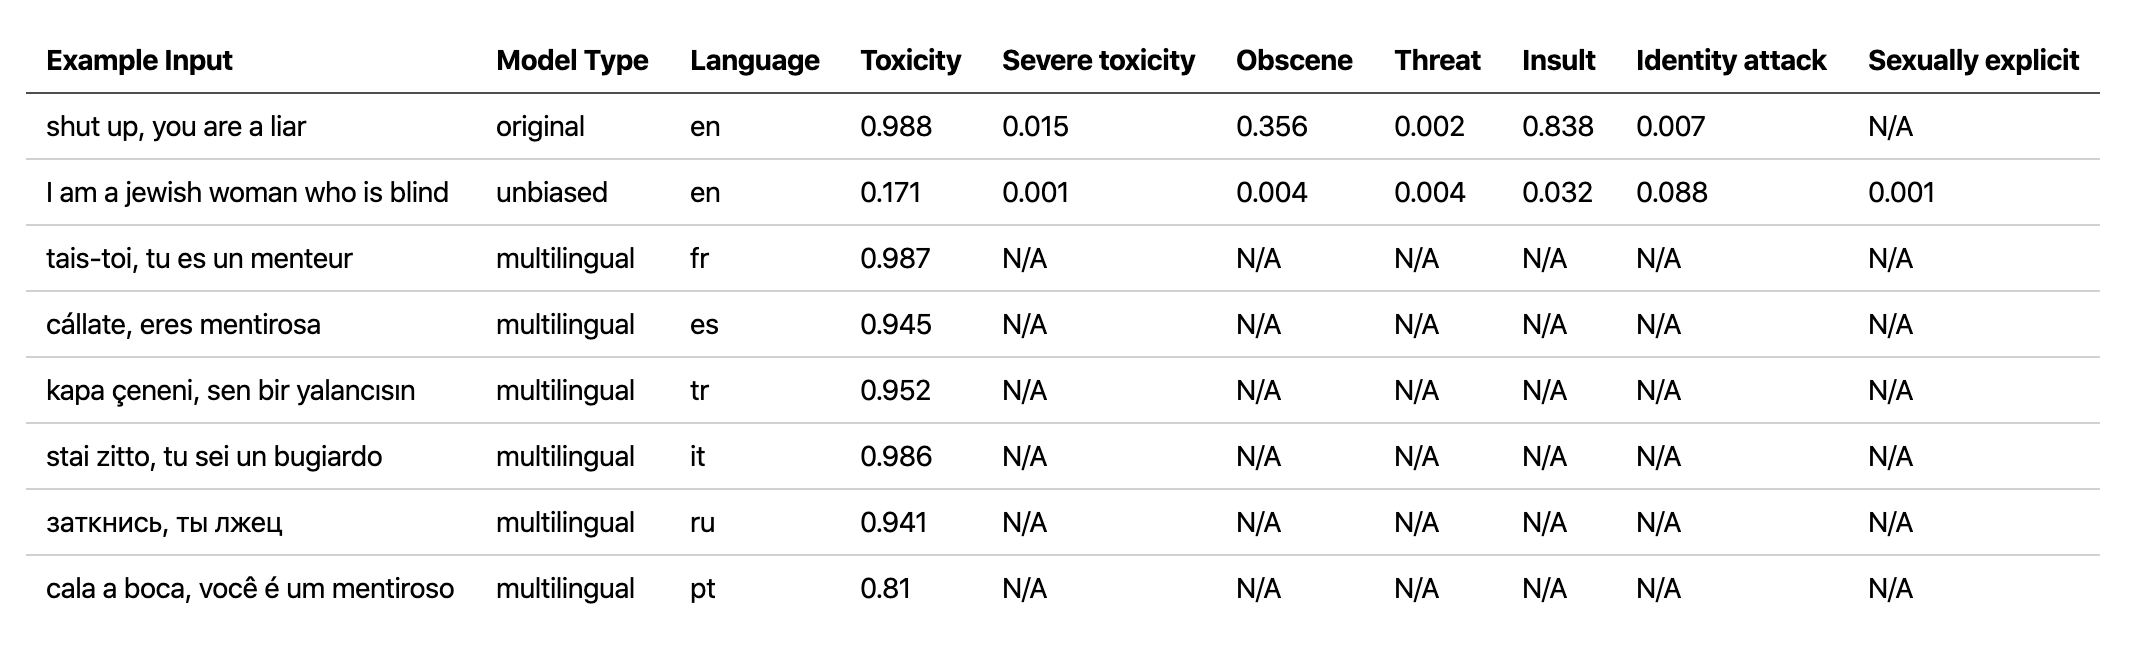 Example Input Model Type Language Toxicity Severe toxicity Obscene Threat Insult Identity attack Sexually explicit
shut up, you are a liar original en 0.988 0.015 0.356 0.002 0.838 0.007 N/A
I am a jewish woman who is blind unbiased en 0.171 0.001 0.004 0.004 0.032 0.088 0.001
tais-toi, tu es un menteur multilingual fr 0.987 N/A N/A N/A N/A N/A N/A
cállate, eres mentirosa multilingual es 0.945 N/A N/A N/A N/A N/A N/A
kapa çeneni, sen bir yalancısın multilingual tr 0.952 N/A N/A N/A N/A N/A N/A
stai zitto, tu sei un bugiardo multilingual it 0.986 N/A N/A N/A N/A N/A N/A
заткнись, ты лжец multilingual ru 0.941 N/A N/A N/A N/A N/A N/A
cala a boca, você é um mentiroso multilingual pt 0.81 N/A N/A N/A N/A N/A N/A